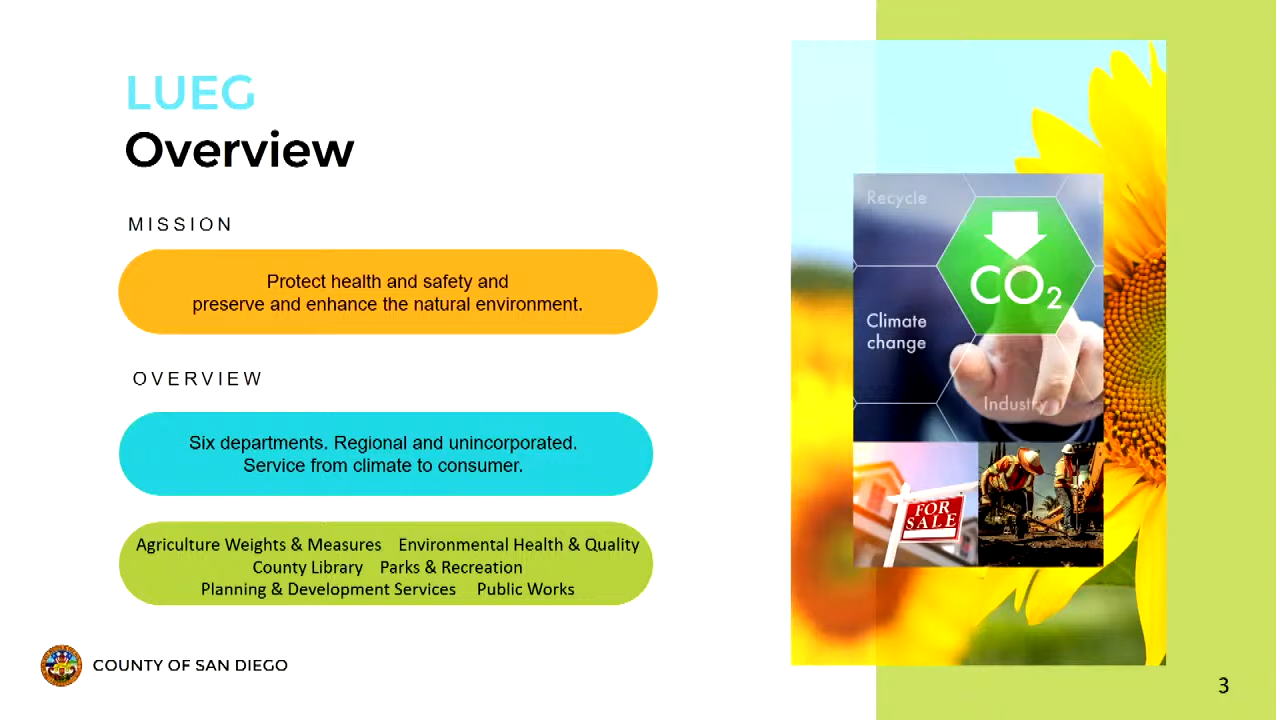 LUEG
Overview
MISSION
Protect health and safety and
preserve and enhance the natural environment.
OVERVIEW
Six departments. Regional and unincorporated.
Service from climate to consumer.
Agriculture Weights & Measures Environmental Health & Quality
County Library Parks & Recreation
Planning & Development Services Public Works
COUNTY OF SAN DIEGO
Recycle
CO2
Climate
change
Industry
FOR
SALE
3